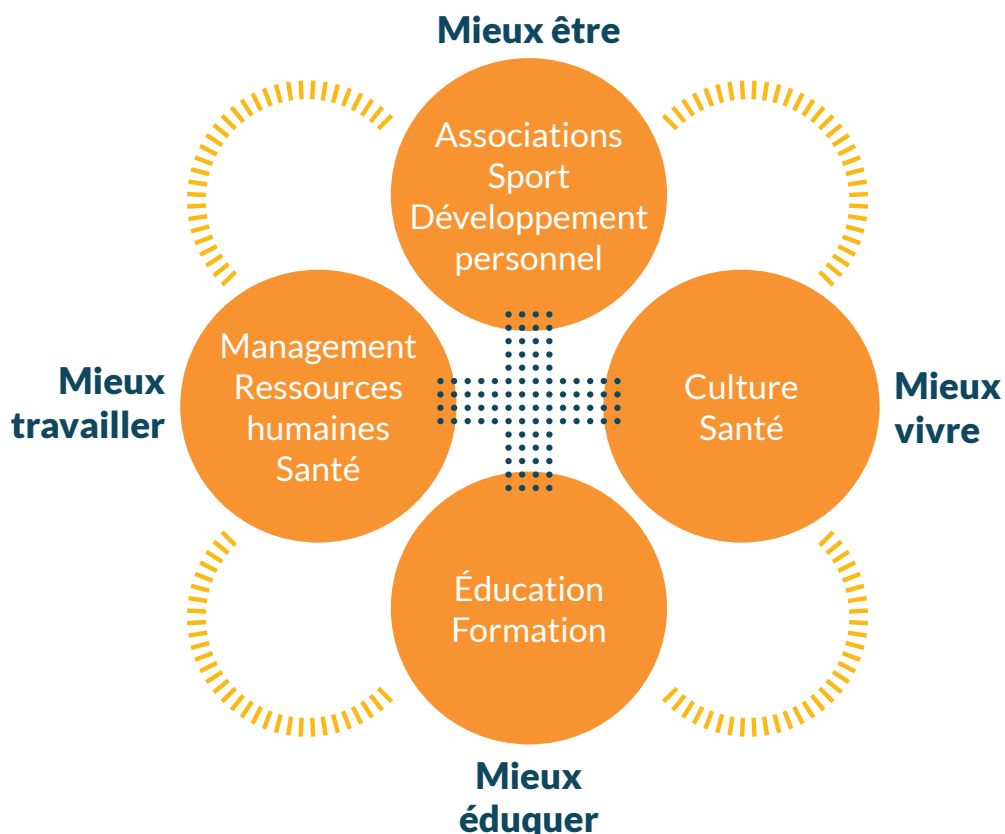 Mieux être
Associations
Sport
Développement
personnel
Mieux
travailler
Management
Ressources
humaines
Santé
Culture
Santé
Mieux
vivre
Éducation
Formation
Mieux
éduquer